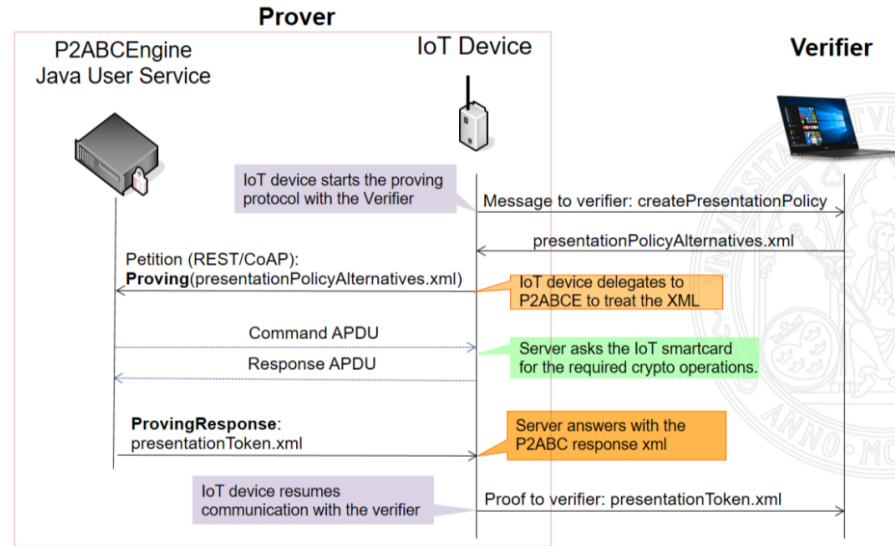 Prover
P2ABCEngine
Java User Service
IoT Device
Verifier
IoT device starts the proving
protocol with the Verifier
Message to verifier: createPresentationPolicy
presentationPolicyAlternatives.xml
Petition (REST/CoAP):
Proving(presentationPolicyAlternatives.xml)
IoT device delegates to
P2ABCE to treat the XML
Command APDU
Server asks the IoT smartcard
for the required crypto operations.
Response APDU
ProvingResponse:
presentationToken.xml
Server answers with the
P2ABC response xml
IoT device resumes
communication with the verifier
Proof to verifier: presentationToken.xml